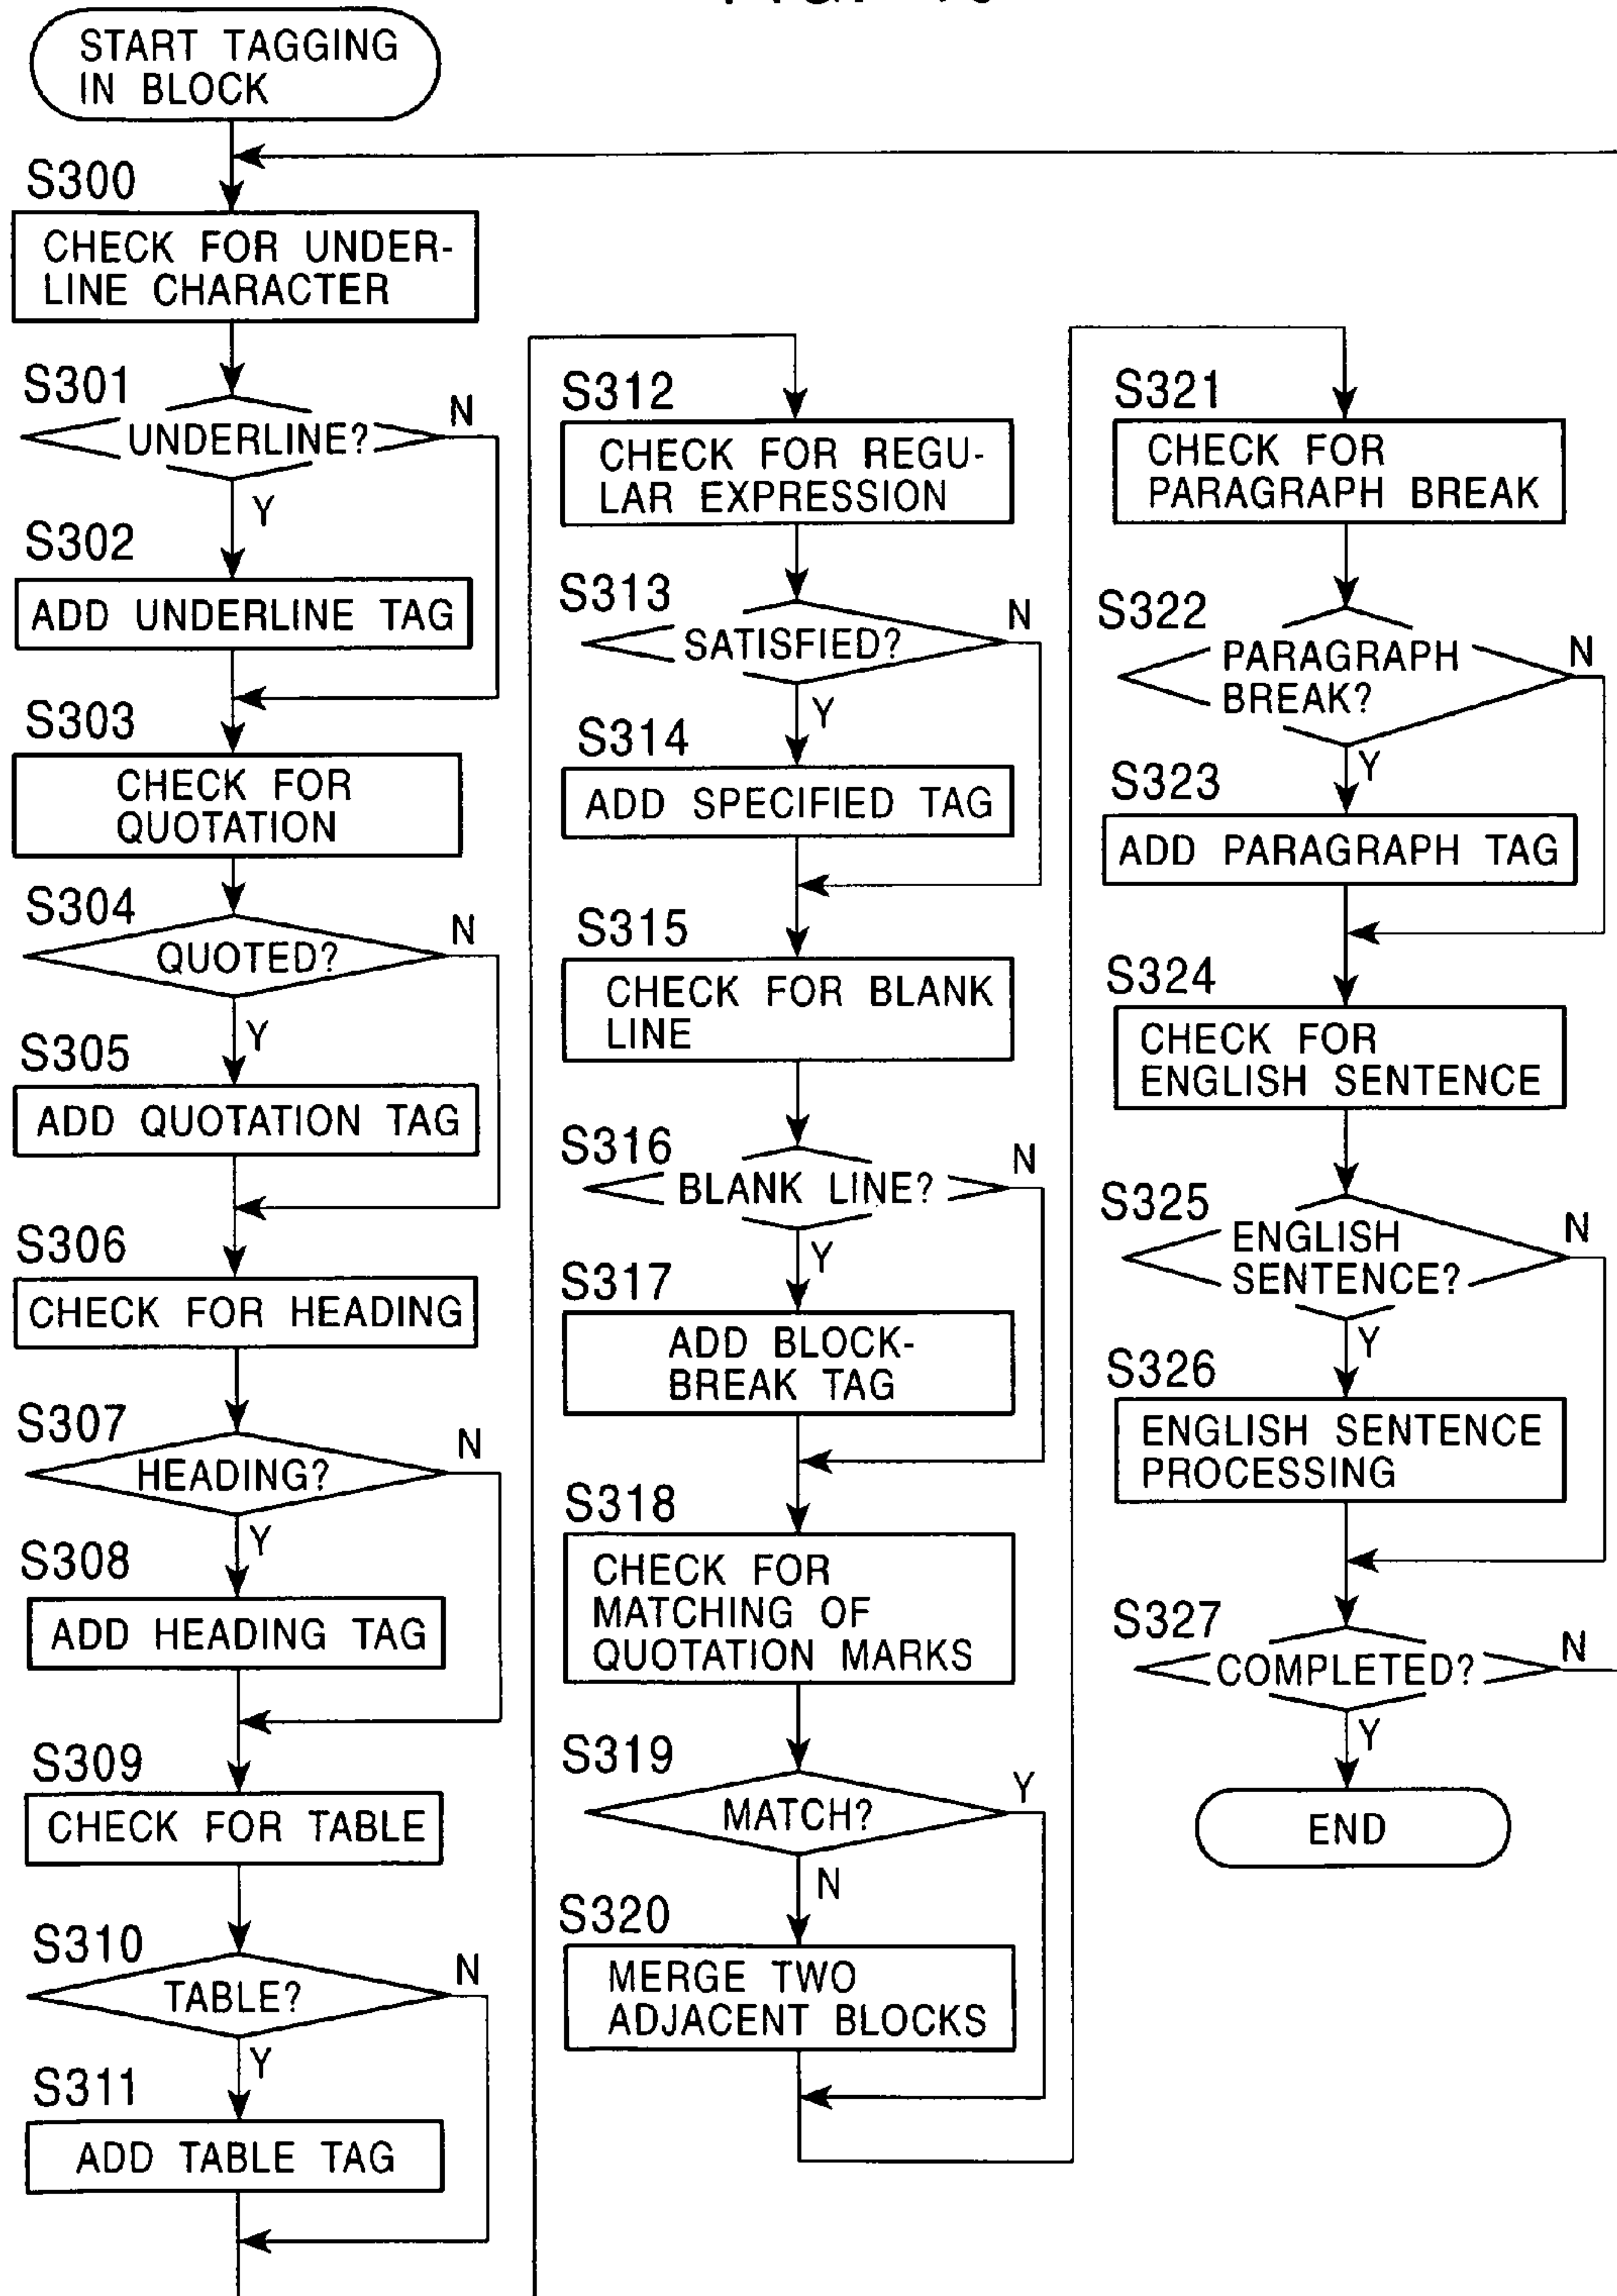 START TAGGING
IN BLOCK
S300
CHECK FOR UNDER-
LINE CHARACTER
S301
UNDERLINE?
N
Y
S302
ADD UNDERLINE TAG
S303
CHECK FOR
QUOTATION
S304
QUOTED?
N
Y
S305
ADD QUOTATION TAG
S306
CHECK FOR HEADING
S307
HEADING?
N
Y
S308
ADD HEADING TAG
S309
CHECK FOR TABLE
S310
TABLE?
N
Y
S311
ADD TABLE TAG
S312
CHECK FOR REGU-
LAR EXPRESSION
S313
SATISFIED?
N
Y
S314
ADD SPECIFIED TAG
S315
CHECK FOR BLANK
LINE
S316
BLANK LINE?
N
Y
S317
ADD BLOCK-
BREAK TAG
S318
CHECK FOR
MATCHING OF
QUOTATION MARKS
S319
MATCH?
Y
N
S320
MERGE TWO
ADJACENT BLOCKS
S321
CHECK FOR
PARAGRAPH BREAK
S322
PARAGRAPH
BREAK?
N
Y
S323
ADD PARAGRAPH TAG
S324
CHECK FOR
ENGLISH SENTENCE
S325
ENGLISH
SENTENCE?
N
Y
S326
ENGLISH SENTENCE
PROCESSING
S327
COMPLETED?
N
Y
END